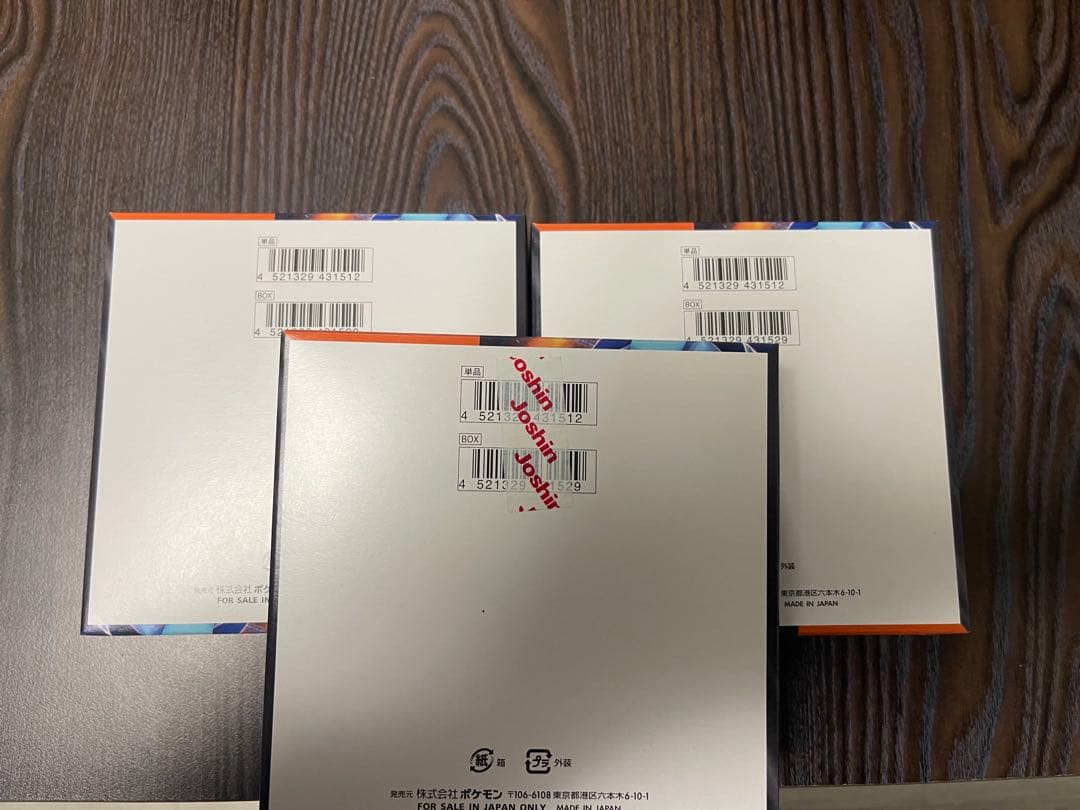 単品
4 521329 431512
BOX
発売元 株式会社 ポケ
FOR SALE IN
単品
4 521329 431512
BOX
4 521329 431529
外装
東京都港区六本木6-10-1
MADE IN JAPAN
単品
4 521329 431512
BOX
4 521329 431529
Joshin
Joshin
Joshin
紙 箱 プラ 外装
発売元 株式会社 ポケモン 〒106-6108 東京都港区六本木6-10-1
FOR SALE IN JAPAN ONLY MADE IN JAPAN